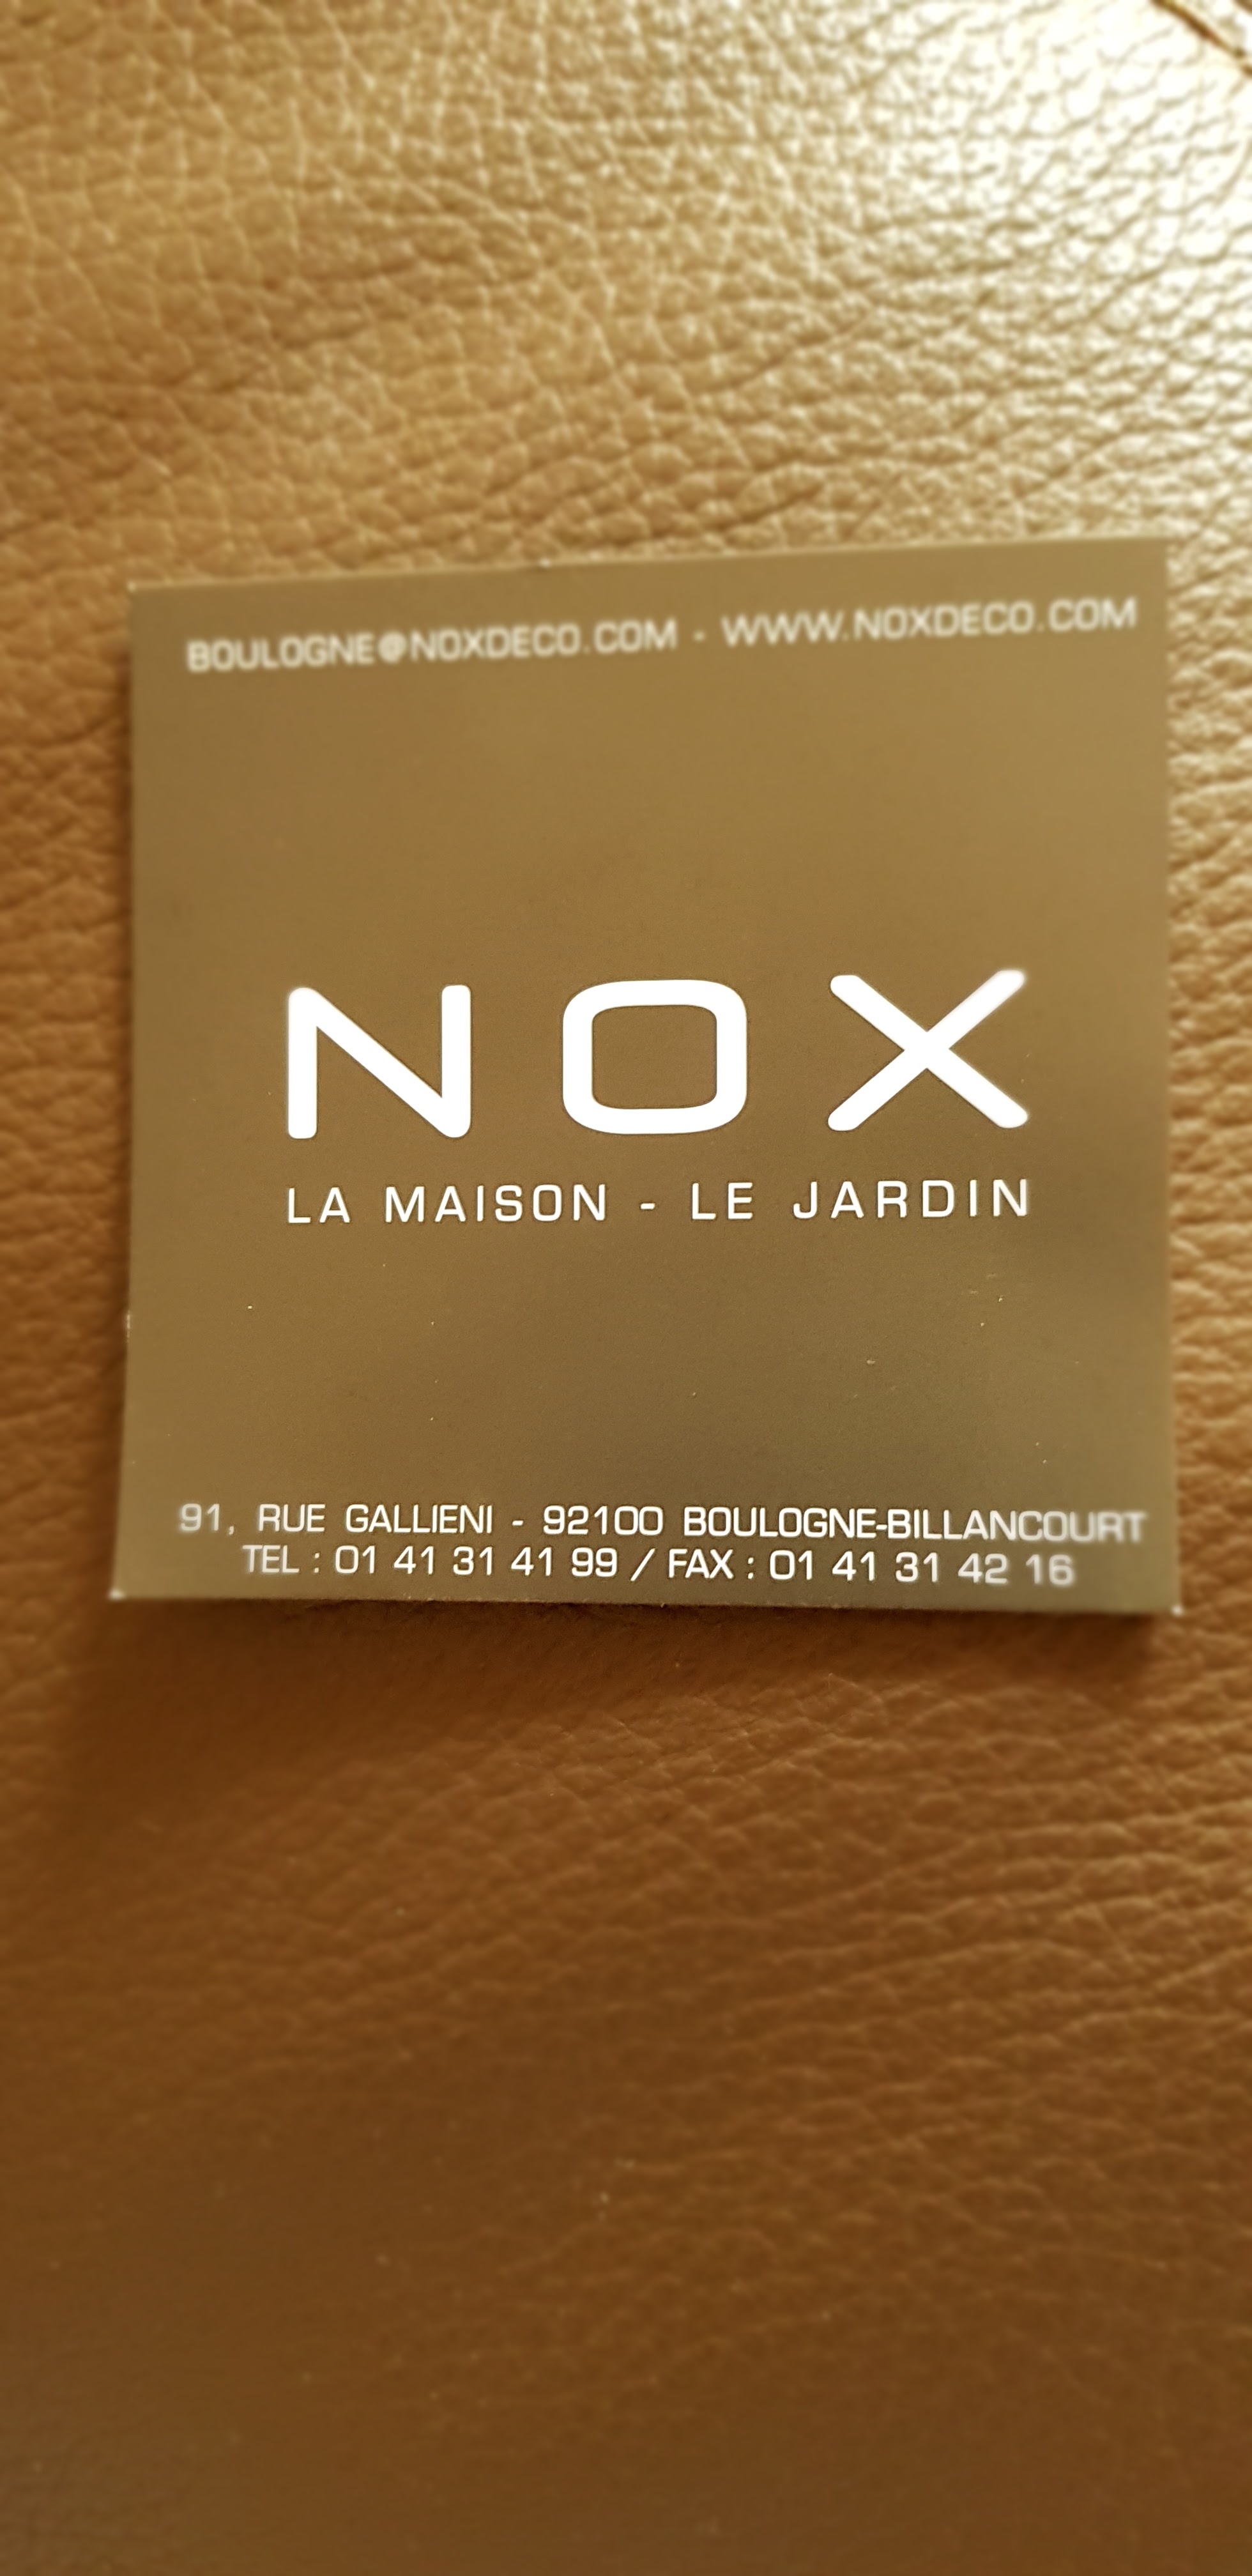 BOULOGNE@NOXDECO.COM - WWW.NOXDECO.COM
NOX
LA MAISON - LE JARDIN
91, RUE GALLIENI - 92100 BOULOGNE-BILLANCOURT
TEL : 01 41 31 41 99 / FAX : 01 41 31 42 16